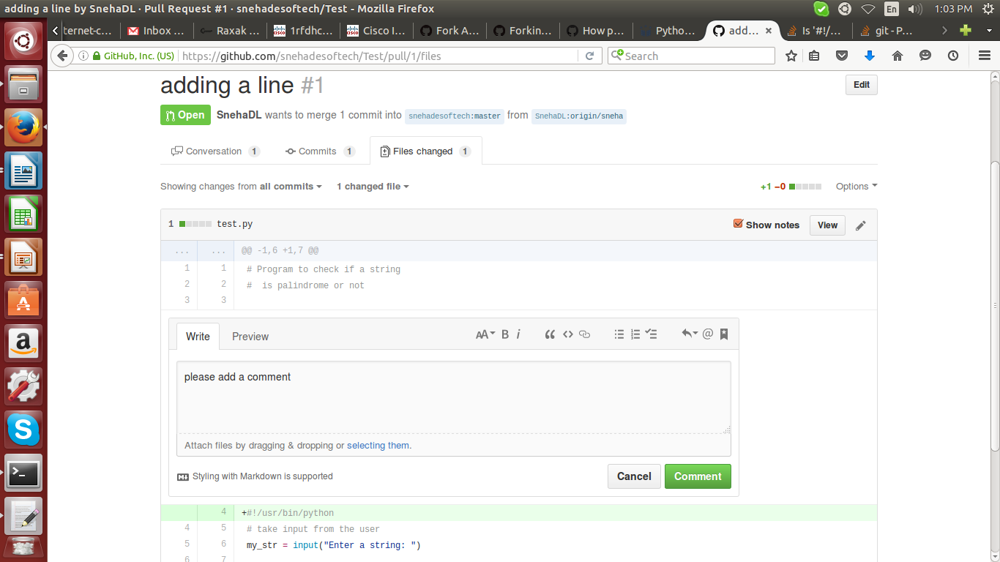 adding a line by SnehaDL · Pull Request #1 · snehadesoftech/Test - Mozilla Firefox
En
1:03 PM
ternet-c...
Inbox ...
Raxak ...
1rfdhc...
Cisco I...
Fork A...
Forkin...
How p...
Pytho...
add...
Is '#!/...
git - P...
GitHub, Inc. (US)
https://github.com/snehadesoftech/Test/pull/1/files
Search
adding a line #1
Edit
Open
SnehaDL wants to merge 1 commit into snehadesoftech:master from SnehaDL:origin/sneha
Conversation 1
Commits 1
Files changed 1
Showing changes from all commits
1 changed file
+1 −0
Options
1 test.py
Show notes
View
... ... @@ -1,6 +1,7 @@
1 1 # Program to check if a string
2 2 #  is palindrome or not
3 3
Write
Preview
AA B i
@
please add a comment
Attach files by dragging & dropping or selecting them.
Styling with Markdown is supported
Cancel
Comment
4 +#!/usr/bin/python
4 5 # take input from the user
5 6 my_str = input("Enter a string: ")
6 7